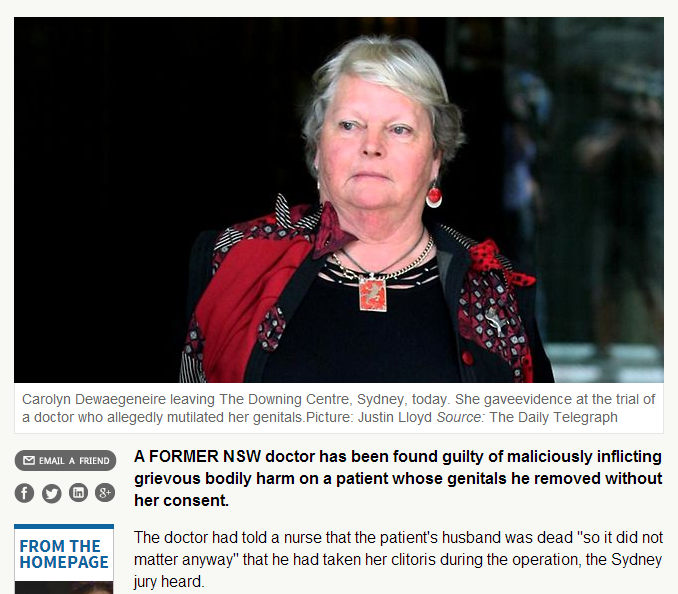 Carolyn Dewaegeneire leaving The Downing Centre, Sydney, today. She gaveevidence at the trial of
a doctor who allegedly mutilated her genitals.Picture: Justin Lloyd Source: The Daily Telegraph
EMAIL A FRIEND
A FORMER NSW doctor has been found guilty of maliciously inflicting
grievous bodily harm on a patient whose genitals he removed without
her consent.
The doctor had told a nurse that the patient's husband was dead "so it did not
matter anyway" that he had taken her clitoris during the operation, the Sydney
jury heard.
FROM THE
HOMEPAGE